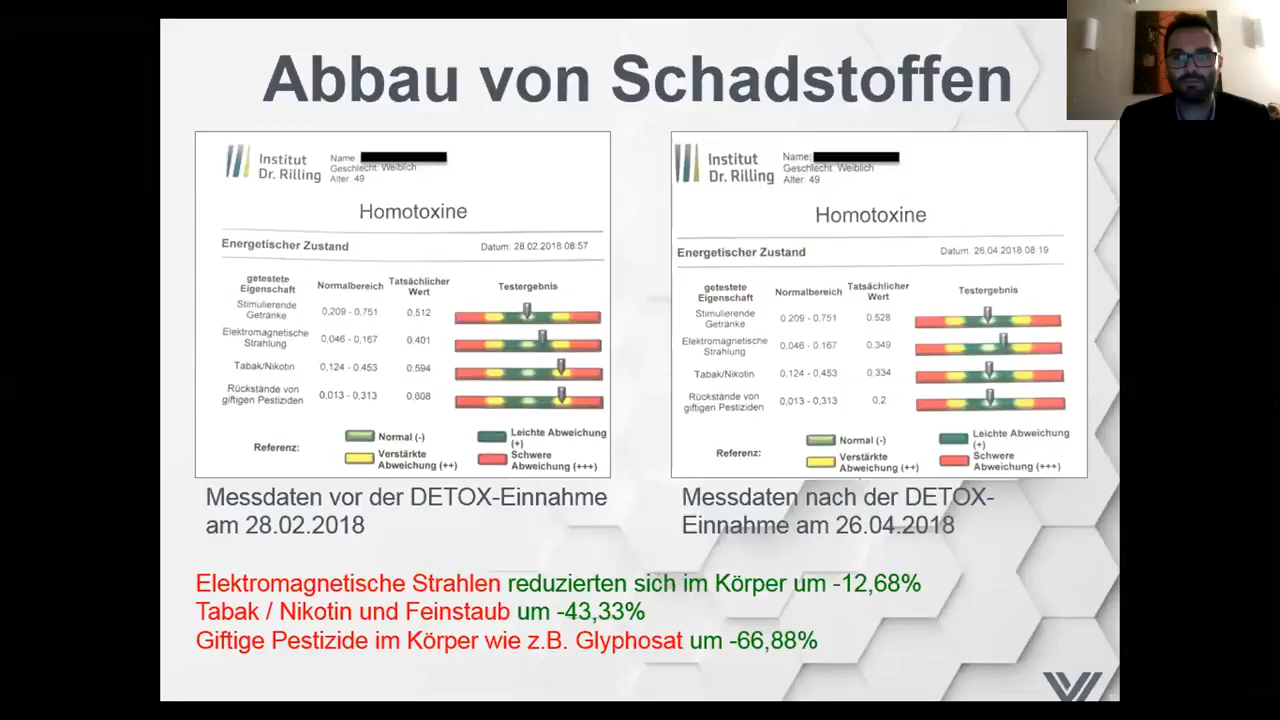 Abbau von Schadstoffen
Institut
Dr. Rilling
Name
Geschlecht: Weiblich
Alter: 49
Homotoxine
Energetischer Zustand
Datum: 28.02.2018 08:57
getestete Eigenschaft Normalbereich Tatsächlicher Wert Testergebnis
Stimulierende Getränke 0,209 - 0,751 0.512
Elektromagnetische Strahlung 0,046 - 0,167 0.401
Tabak/Nikotin 0,124 - 0,453 0.594
Rückstände von giftigen Pestiziden 0,013 - 0,313 0,608
Referenz:
Normal (-)
Leichte Abweichung (+)
Verstärkte Abweichung (++)
Schwere Abweichung (+++)
Messdaten vor der DETOX-Einnahme
am 28.02.2018
Institut
Dr. Rilling
Name:
Geschlecht: Weiblich
Alter: 49
Homotoxine
Energetischer Zustand
Datum: 26.04.2018 08:19
getestete Eigenschaft Normalbereich Tatsächlicher Wert Testergebnis
Stimulierende Getränke 0.209 - 0,751 0.528
Elektromagnetische Strahlung 0,046 - 0.167 0.349
Tabak/Nikotin 0,124 - 0,453 0.334
Rückstände von giftigen Pestiziden 0,013 - 0,313 0.2
Referenz:
Normal (-)
Leichte Abweichung (+)
Verstärkte Abweichung (++)
Schwere Abweichung (+++)
Messdaten nach der DETOX-
Einnahme am 26.04.2018
Elektromagnetische Strahlen reduzierten sich im Körper um -12,68%
Tabak / Nikotin und Feinstaub um -43,33%
Giftige Pestizide im Körper wie z.B. Glyphosat um -66,88%